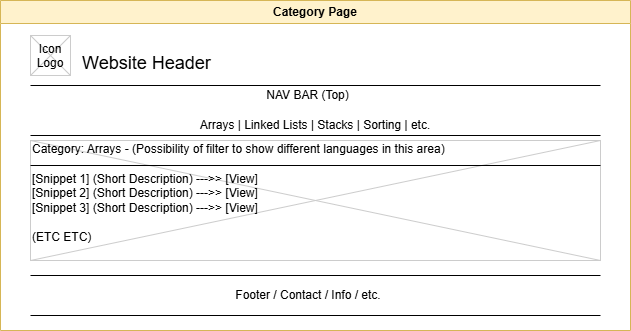 Category Page
Icon
Logo
Website Header
NAV BAR (Top)
Arrays | Linked Lists | Stacks | Sorting | etc.
Category: Arrays - (Possibility of filter to show different languages in this area)
[Snippet 1] (Short Description) --->> [View]
[Snippet 2] (Short Description) --->> [View]
[Snippet 3] (Short Description) --->> [View]
(ETC ETC)
Footer / Contact / Info / etc.